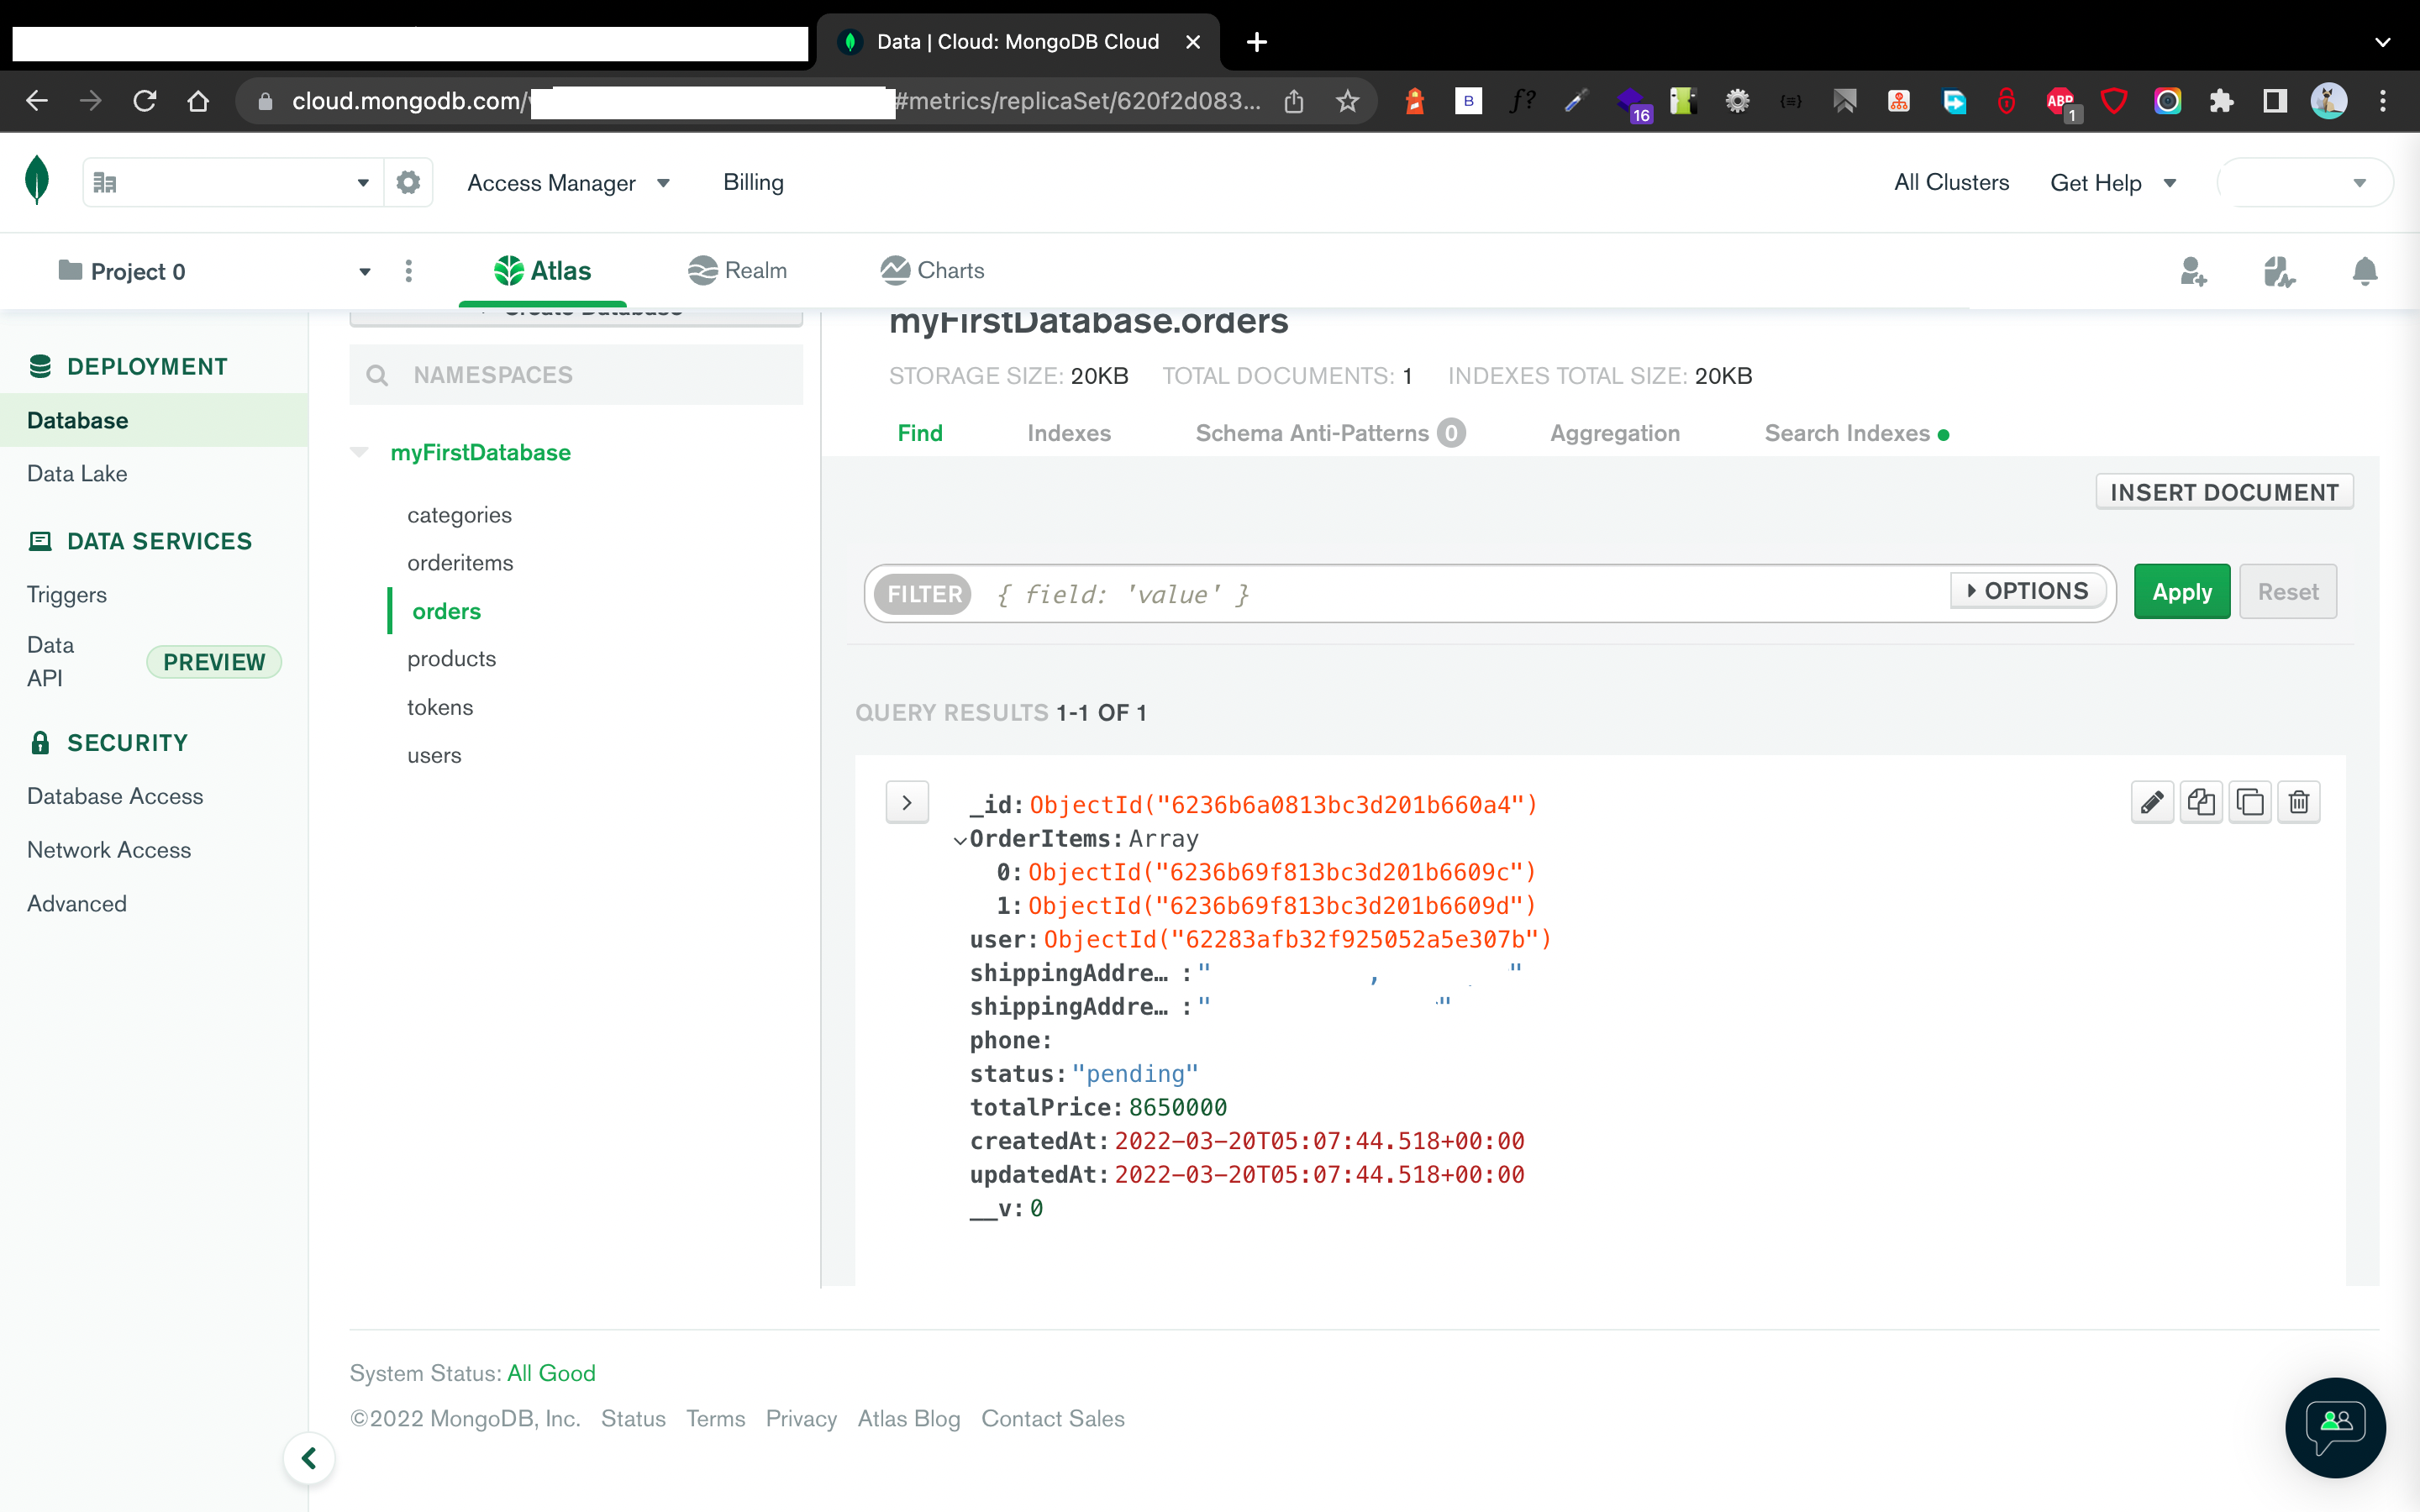 Data | Cloud: MongoDB Cloud
cloud.mongodb.com/ #metrics/replicaSet/620f2d083...
B
ƒ?
16
{≡}
ABP
1
Access Manager Billing All Clusters Get Help
Project 0 Atlas Realm Charts
DEPLOYMENT
Database
Data Lake
DATA SERVICES
Triggers
Data
API
PREVIEW
SECURITY
Database Access
Network Access
Advanced
Create Database
NAMESPACES
myFirstDatabase
categories
orderitems
orders
products
tokens
users
myFirstDatabase.orders
STORAGE SIZE: 20KB TOTAL DOCUMENTS: 1 INDEXES TOTAL SIZE: 20KB
Find Indexes Schema Anti-Patterns 0 Aggregation Search Indexes
INSERT DOCUMENT
FILTER { field: 'value' } OPTIONS Apply Reset
QUERY RESULTS 1-1 OF 1
_id: ObjectId("6236b6a0813bc3d201b660a4")
OrderItems: Array
0: ObjectId("6236b69f813bc3d201b6609c")
1: ObjectId("6236b69f813bc3d201b6609d")
user: ObjectId("62283afb32f925052a5e307b")
shippingAddre… : " , "
shippingAddre… : " "
phone:
status: "pending"
totalPrice: 8650000
createdAt: 2022-03-20T05:07:44.518+00:00
updatedAt: 2022-03-20T05:07:44.518+00:00
__v: 0
System Status: All Good
©2022 MongoDB, Inc. Status Terms Privacy Atlas Blog Contact Sales